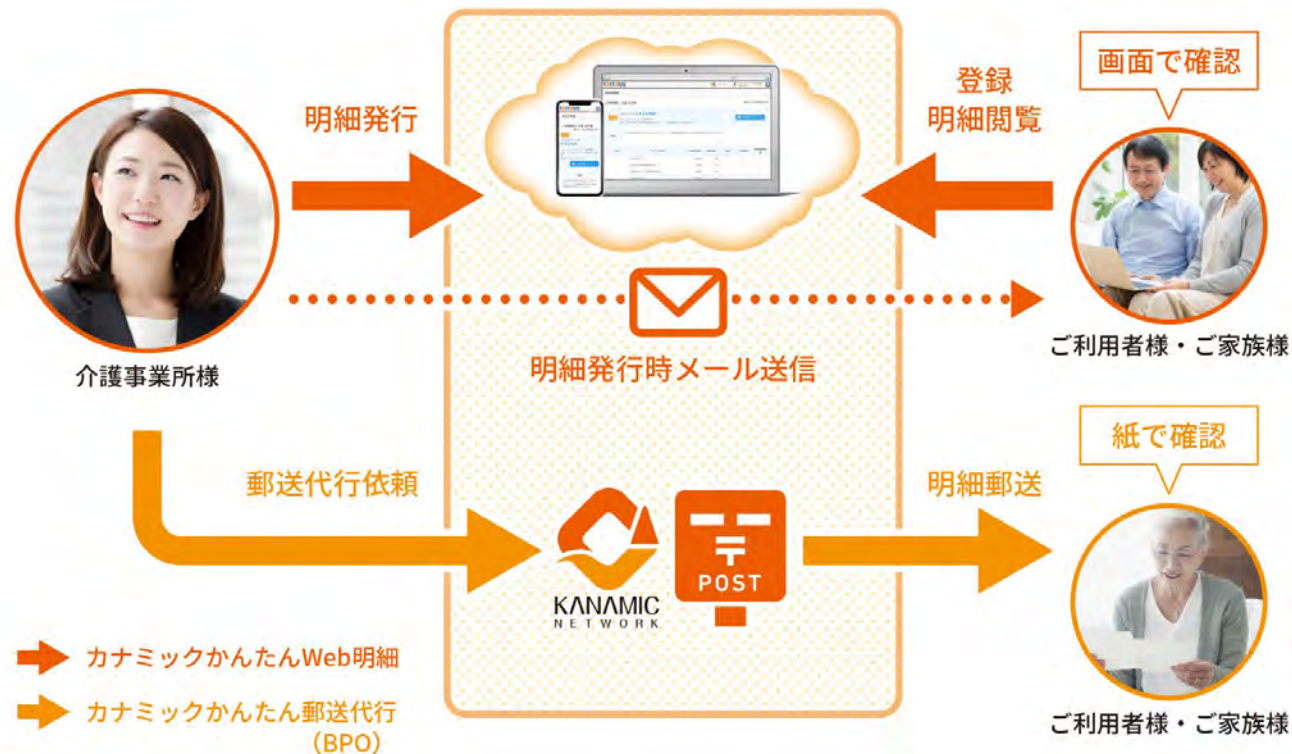 画面で確認
登録
明細閲覧
明細発行
ご利用者様・ご家族様
介護事業所様
明細発行時メール送信
紙で確認
郵送代行依頼
明細郵送
〒
POST
KANAMIC
NETWORK
カナミックかんたんWeb明細
カナミックかんたん郵送代行
（BPO）
ご利用者様・ご家族様